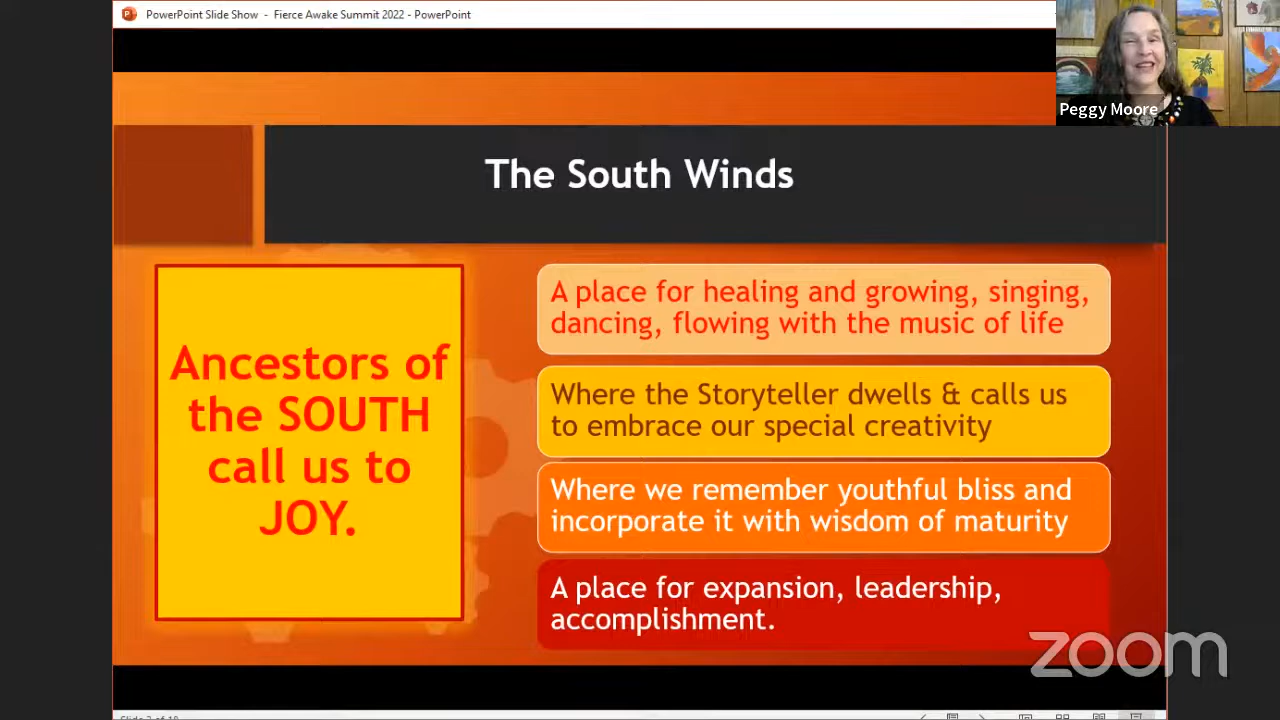 PowerPoint Slide Show - Fierce Awake Summit 2022 - PowerPoint
Peggy Moore
The South Winds
Ancestors of
the SOUTH
call us to
JOY.
A place for healing and growing, singing,
dancing, flowing with the music of life
Where the Storyteller dwells & calls us
to embrace our special creativity
Where we remember youthful bliss and
incorporate it with wisdom of maturity
A place for expansion, leadership,
accomplishment.
zoom